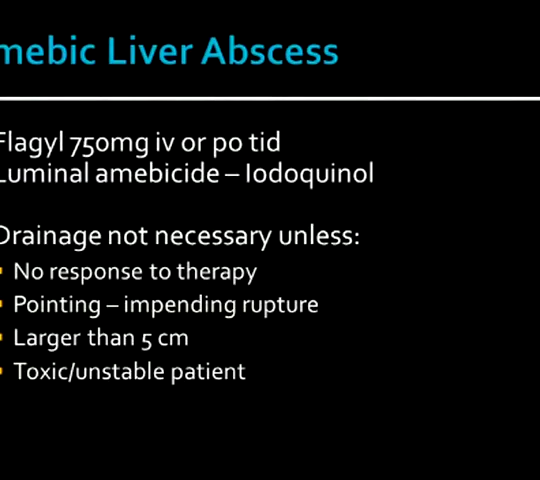 mebic Liver Abscess
Flagyl 750mg iv or po tid
Luminal amebicide – Iodoquinol
Drainage not necessary unless:
No response to therapy
Pointing – impending rupture
Larger than 5 cm
Toxic/unstable patient